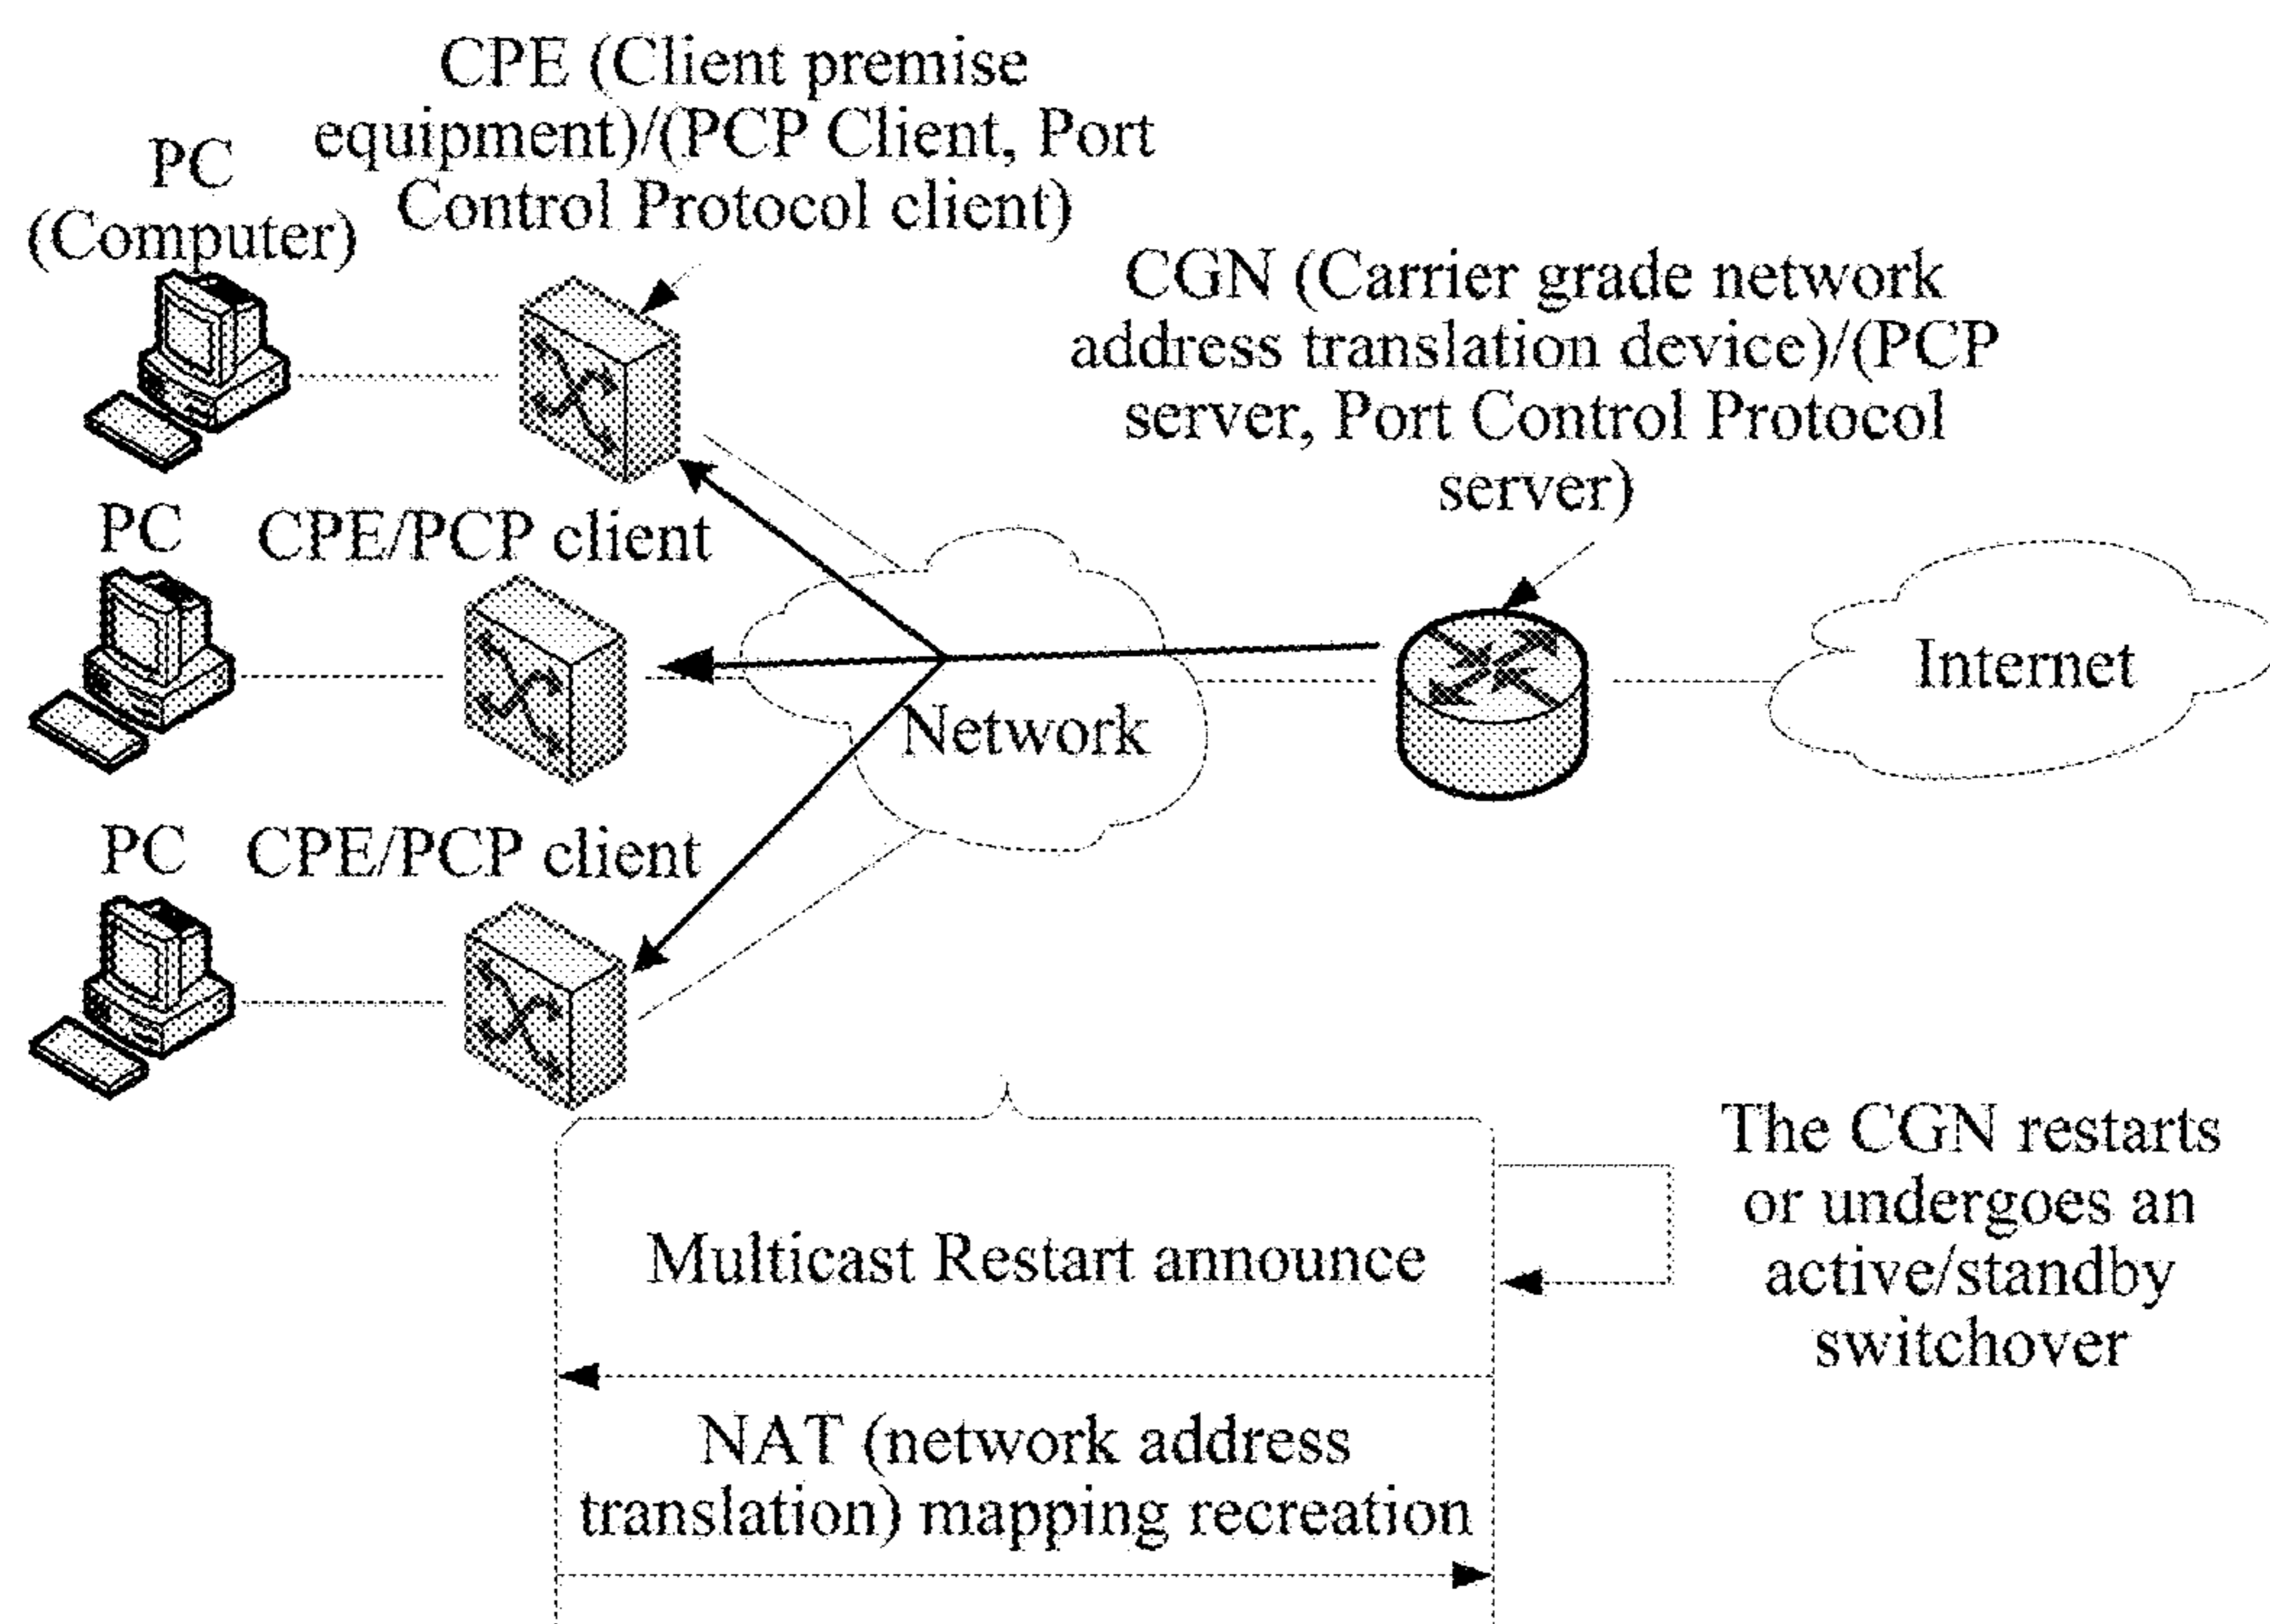 CPE (Client premise
equipment)/(PCP Client, Port
Control Protocol client)
PC
(Computer)
CGN (Carrier grade network
address translation device)/(PCP
server, Port Control Protocol
server)
PC
CPE/PCP client
Network
Internet
PC
CPE/PCP client
The CGN restarts
or undergoes an
active/standby
switchover
Multicast Restart announce
NAT (network address
translation) mapping recreation